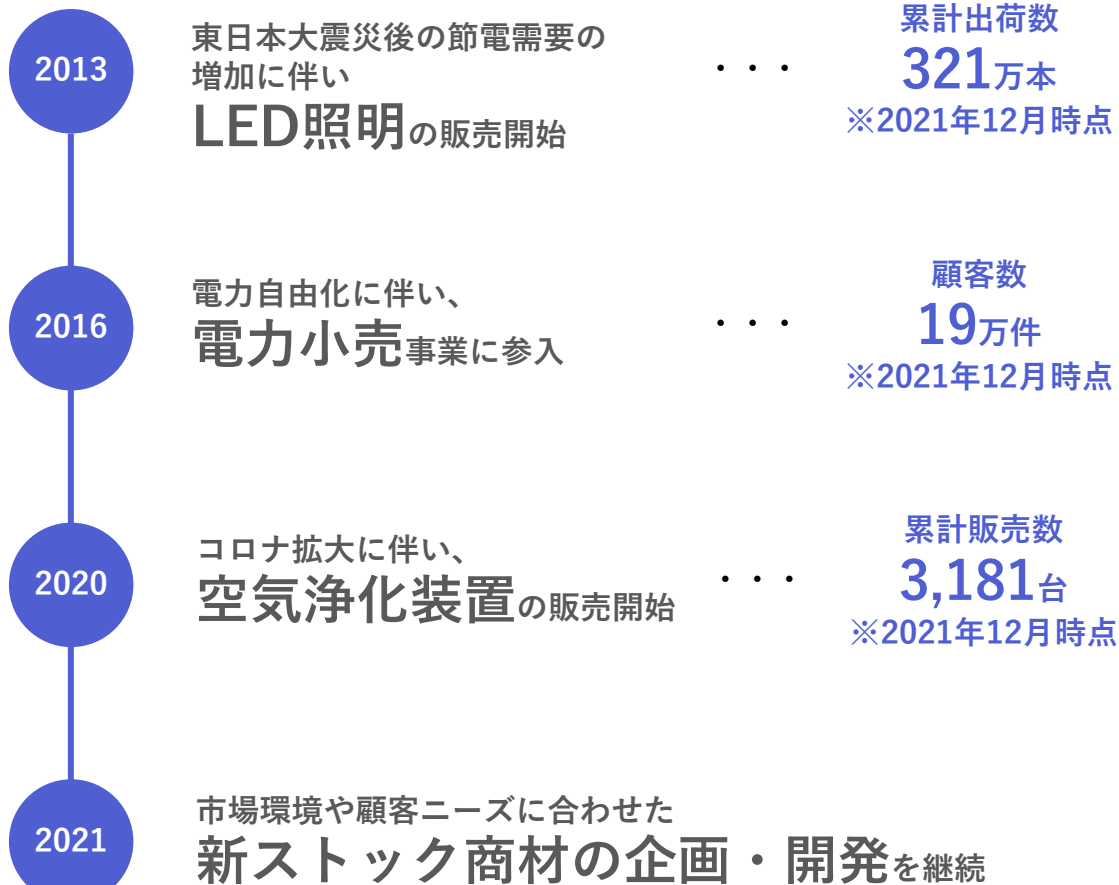 2013
東日本大震災後の節電需要の
増加に伴い
LED照明の販売開始
・・・
累計出荷数
321万本
※2021年12月時点
2016
電力自由化に伴い、
電力小売事業に参入
・・・
顧客数
19万件
※2021年12月時点
2020
コロナ拡大に伴い、
空気浄化装置の販売開始
・・・
累計販売数
3,181台
※2021年12月時点
2021
市場環境や顧客ニーズに合わせた
新ストック商材の企画・開発を継続